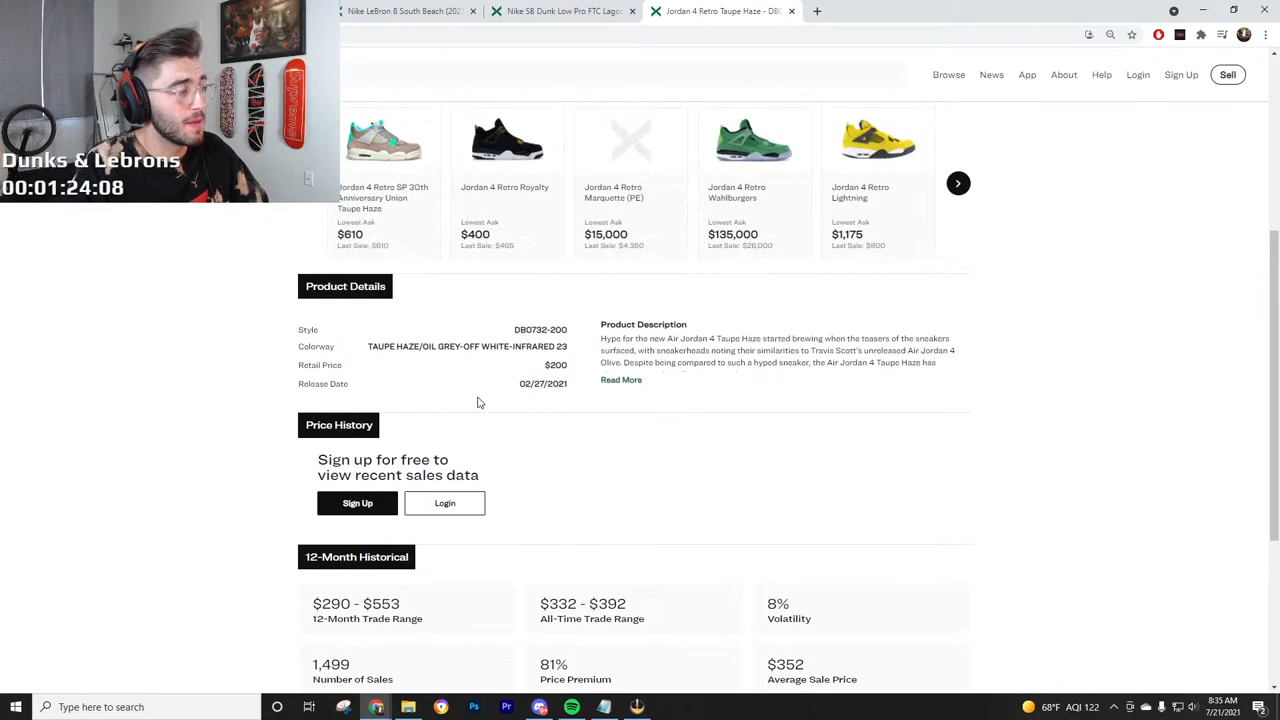 Nike LeBron 8 South Beach (2021
Nike SB Dunk Low Pro FTC Lagoo
Jordan 4 Retro Taupe Haze - DB0
Browse News App About Help Login Sign Up Sell
Supreme
Dunks & Lebrons
00:01:24:08
Jordan 4 Retro SP 30th
Anniversary Union
Taupe Haze
Lowest Ask
$610
Last Sale: $610
Jordan 4 Retro Royalty
Lowest Ask
$400
Last Sale: $465
Jordan 4 Retro
Marquette (PE)
Lowest Ask
$15,000
Last Sale: $4,350
Jordan 4 Retro
Wahlburgers
Lowest Ask
$135,000
Last Sale: $26,000
Jordan 4 Retro
Lightning
Lowest Ask
$1,175
Last Sale: $800
Product Details
Style DB0732-200
Colorway TAUPE HAZE/OIL GREY-OFF WHITE-INFRARED 23
Retail Price $200
Release Date 02/27/2021
Product Description
Hype for the new Air Jordan 4 Taupe Haze started brewing when the teasers of the sneakers
surfaced, with sneakerheads noting their similarities to Travis Scott's unreleased Air Jordan 4
Olive. Despite being compared to such a hyped sneaker, the Air Jordan 4 Taupe Haze has
Read More
Price History
Sign up for free to
view recent sales data
Sign Up Login
12-Month Historical
$290 - $553
12-Month Trade Range
$332 - $392
All-Time Trade Range
8%
Volatility
1,499
Number of Sales
81%
Price Premium
$352
Average Sale Price
Type here to search
68°F AQI 122
8:35 AM
7/21/2021